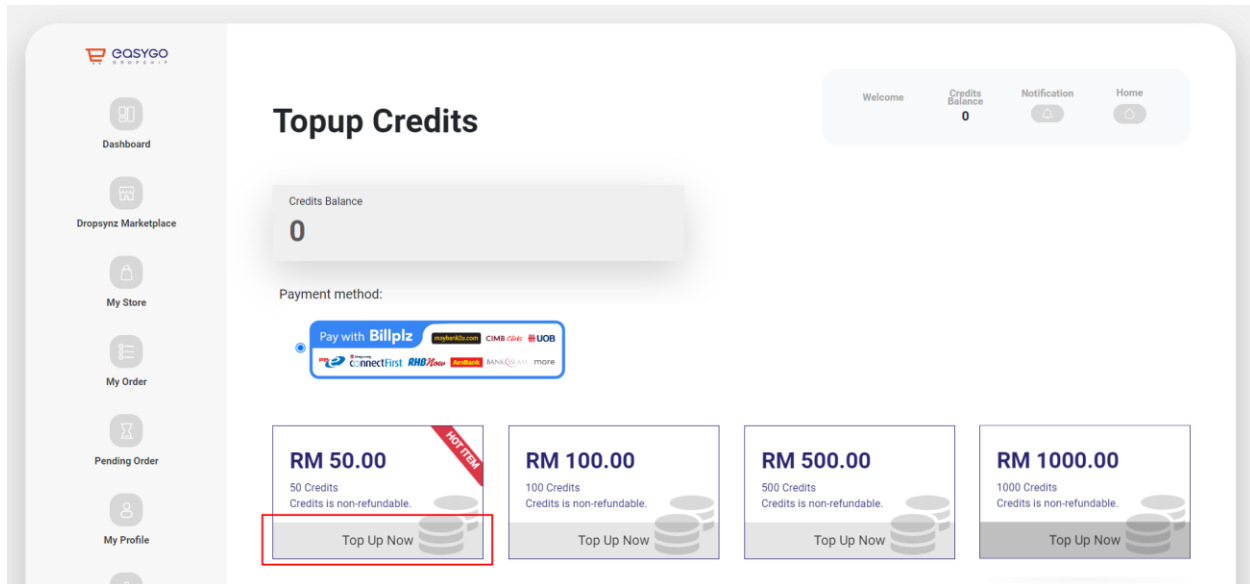 easyGO
DROPSHIP
Dashboard
Dropsynz Marketplace
My Store
My Order
Pending Order
My Profile
Topup Credits
Welcome
Credits Balance
0
Notification
Home
Credits Balance
0
Payment method:
Pay with Billplz
maybank2u.com CIMB Clicks UOB
connectFirst RHB Now AmBank BANK ISLAM more
HOT ITEM
RM 50.00
50 Credits
Credits is non-refundable.
Top Up Now
RM 100.00
100 Credits
Credits is non-refundable.
Top Up Now
RM 500.00
500 Credits
Credits is non-refundable.
Top Up Now
RM 1000.00
1000 Credits
Credits is non-refundable.
Top Up Now